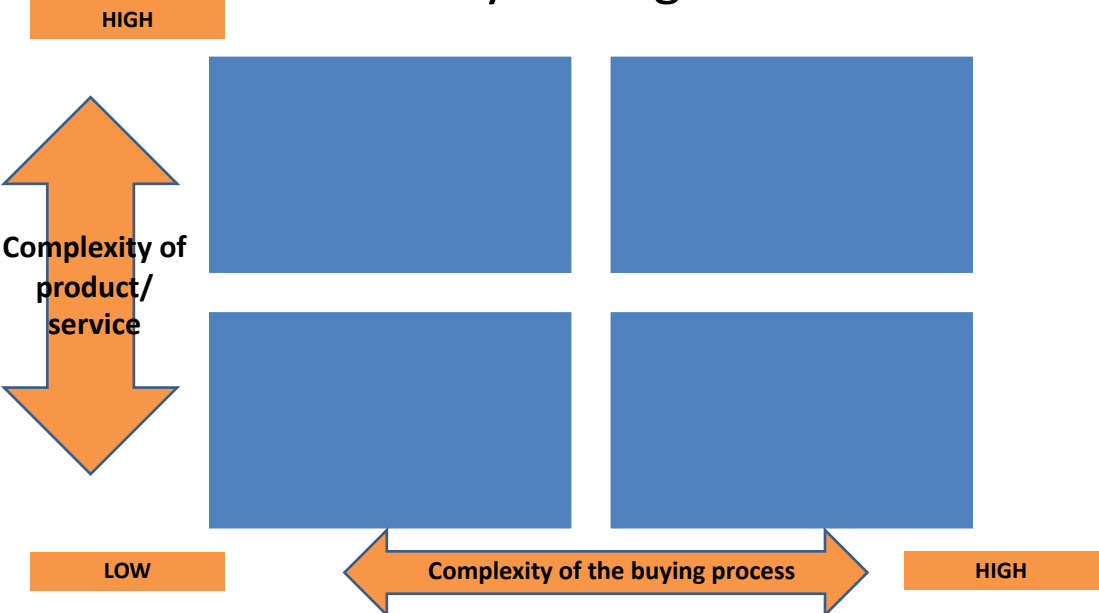 HIGH
Complexity of
product/
service
LOW
Complexity of the buying process
HIGH